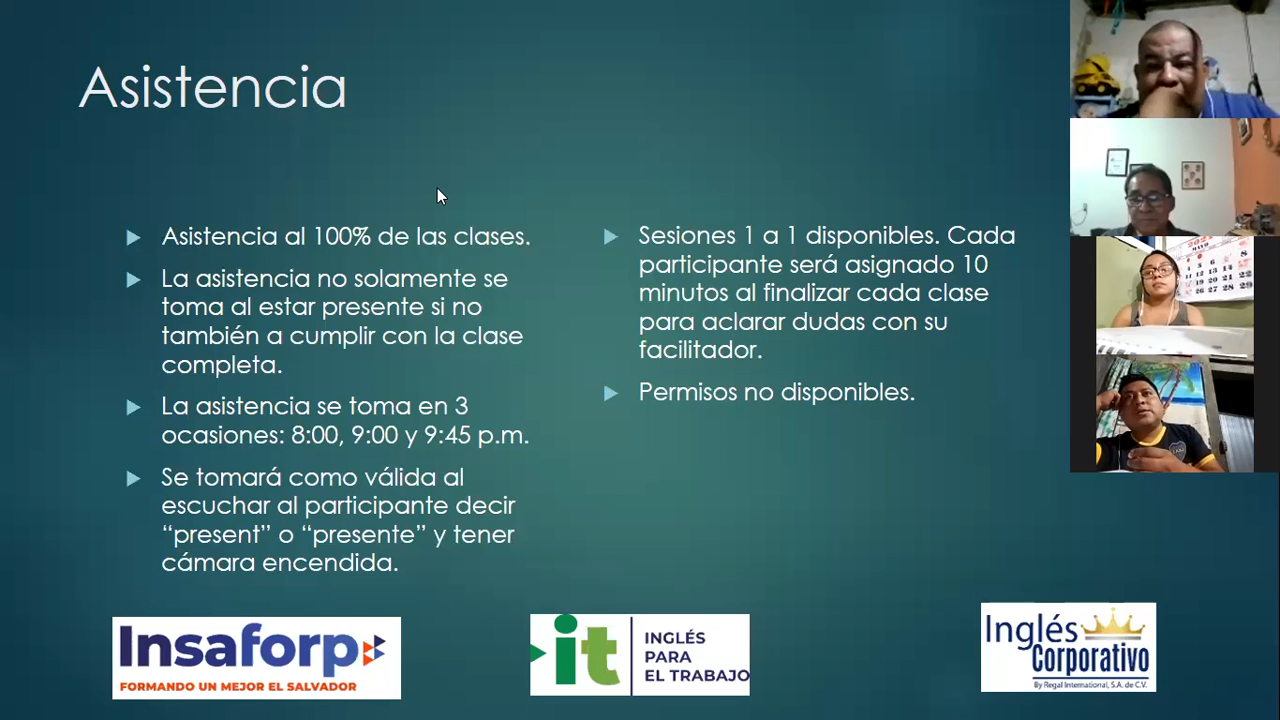 Asistencia
Asistencia al 100% de las clases.
La asistencia no solamente se
toma al estar presente si no
también a cumplir con la clase
completa.
La asistencia se toma en 3
ocasiones: 8:00, 9:00 y 9:45 p.m.
Se tomará como válida al
escuchar al participante decir
“present” o “presente” y tener
cámara encendida.
Sesiones 1 a 1 disponibles. Cada
participante será asignado 10
minutos al finalizar cada clase
para aclarar dudas con su
facilitador.
Permisos no disponibles.
Insaforp
FORMANDO UN MEJOR EL SALVADOR
it
INGLÉS
PARA
EL TRABAJO
Inglés
Corporativo
By Regal International, S.A. de C.V.